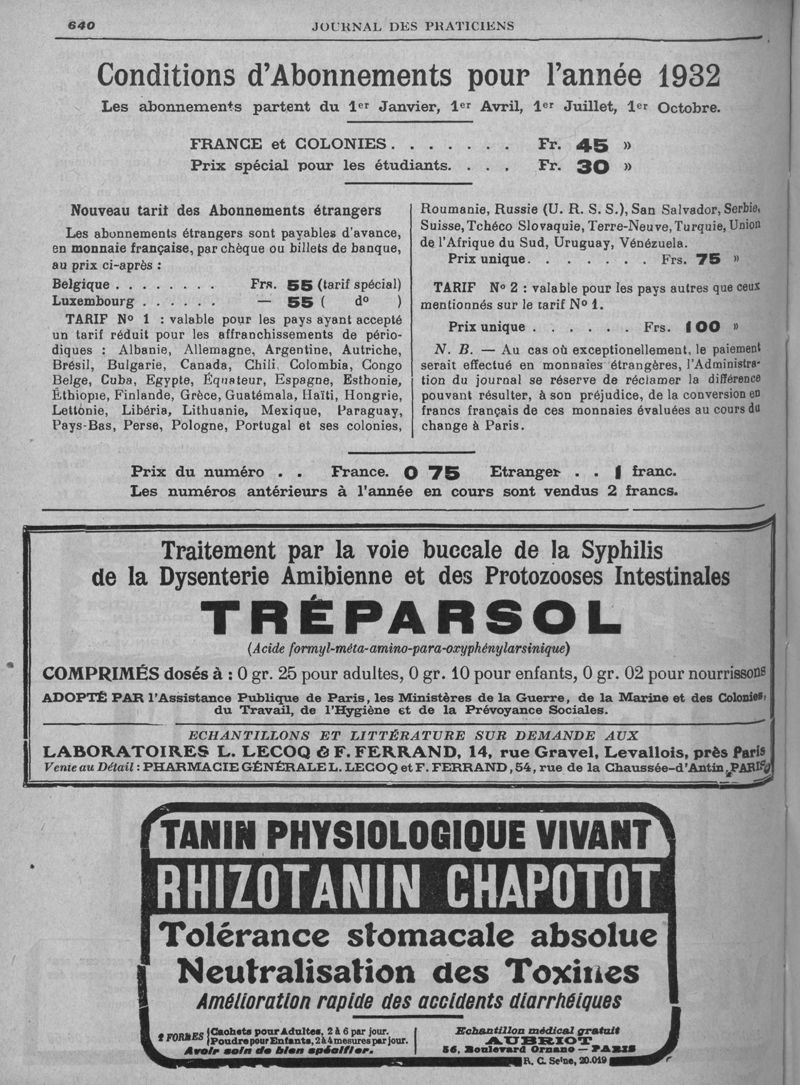 640
JOURNAL DES PRATICIENS
Conditions d'Abonnements pour l'année 1932
Les abonnements partent du 1er Janvier, 1er Avril, 1er Juillet, 1er Octobre.
FRANCE et COLONIES. . . . . . . Fr. 45 »
Prix spécial pour les étudiants. . . . Fr. 30 »
Nouveau tarif des Abonnements étrangers
Les abonnements étrangers sont payables d'avance,
en monnaie française, par chèque ou billets de banque,
au prix ci-après :
Belgique . . . . . . . . Frs. 55 (tarif spécial)
Luxembourg . . . . . . — 55 ( do )
TARIF No 1 : valable pour les pays ayant accepté
un tarif réduit pour les affranchissements de pério-
diques : Albanie, Allemagne, Argentine, Autriche,
Brésil, Bulgarie, Canada, Chili, Colombia, Congo
Belge, Cuba, Egypte, Équateur, Espagne, Esthonie,
Éthiopie, Finlande, Grèce, Guatémala, Haïti, Hongrie,
Lettonie, Libéria, Lithuanie, Mexique, Paraguay,
Pays-Bas, Perse, Pologne, Portugal et ses colonies,
Roumanie, Russie (U. R. S. S.), San Salvador, Serbie,
Suisse, Tchéco Slovaquie, Terre-Neuve, Turquie, Union
de l'Afrique du Sud, Uruguay, Vénézuela.
Prix unique. . . . . . . . Frs. 75 »
TARIF No 2 : valable pour les pays autres que ceux
mentionnés sur le tarif No 1.
Prix unique . . . . . . Frs. 100 »
N. B. — Au cas où exceptionellement, le paiement
serait effectué en monnaies étrangères, l'Administra-
tion du journal se réserve de réclamer la différence
pouvant résulter, à son préjudice, de la conversion en
francs français de ces monnaies évaluées au cours du
change à Paris.
Prix du numéro . . France. 0 75 Etranger . . 1 franc.
Les numéros antérieurs à l'année en cours sont vendus 2 francs.
Traitement par la voie buccale de la Syphilis
de la Dysenterie Amibienne et des Protozooses Intestinales
TRÉPARSOL
(Acide formyl-méta-amino-para-oxyphénylarsinique)
COMPRIMÉS dosés à : 0 gr. 25 pour adultes, 0 gr. 10 pour enfants, 0 gr. 02 pour nourrissons
ADOPTÉ PAR l'Assistance Publique de Paris, les Ministères de la Guerre, de la Marine et des Colonies,
du Travail, de l'Hygiène et de la Prévoyance Sociales.
ECHANTILLONS ET LITTÉRATURE SUR DEMANDE AUX
LABORATOIRES L. LECOQ & F. FERRAND, 14, rue Gravel, Levallois, près Paris
Vente au Détail : PHARMACIE GÉNÉRALE L. LECOQ et F. FERRAND, 54, rue de la Chaussée-d'Antin, PARIS-9
TANIN PHYSIOLOGIQUE VIVANT
RHIZOTANIN CHAPOTOT
Tolérance stomacale absolue
Neutralisation des Toxines
Amélioration rapide des accidents diarrhéiques
2 FORMES
Cachets pour Adultes, 2 à 6 par jour.
Poudre pour Enfants, 2 à 4 mesures par jour.
Avoir soin de bien spécifier.
Echantillon médical gratuit
AUBRIOT
56, Boulevard Ornano — PARIS
R. C. Seine, 20.019